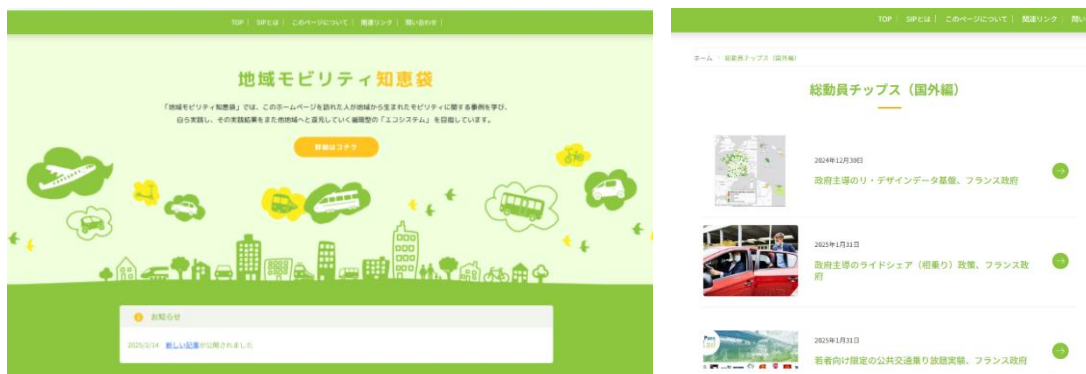 TOP｜ SIPとは｜ このページについて｜ 関連リンク｜ 問い合わせ｜
地域モビリティ知恵袋
「地域モビリティ知恵袋」では、このホームページを訪れた人が地域から生まれたモビリティに関する事例を学び、
自ら実践し、その実践結果をまた他地域へと還元していく循環型の「エコシステム」を目指しています。
詳細はコチラ
お知らせ
2025/2/14 新しい記事が公開されました
TOP｜ SIPとは｜ このページについて｜ 関連リンク｜ 問い
ホーム 総動員チップス（国外編）
総動員チップス（国外編）
2024年12月30日
政府主導のリ・デザインデータ基盤、フランス政府
2025年1月31日
政府主導のライドシェア（相乗り）政策、フランス政
府
2025年1月31日
若者向け限定の公共交通乗り放題実験、フランス政府